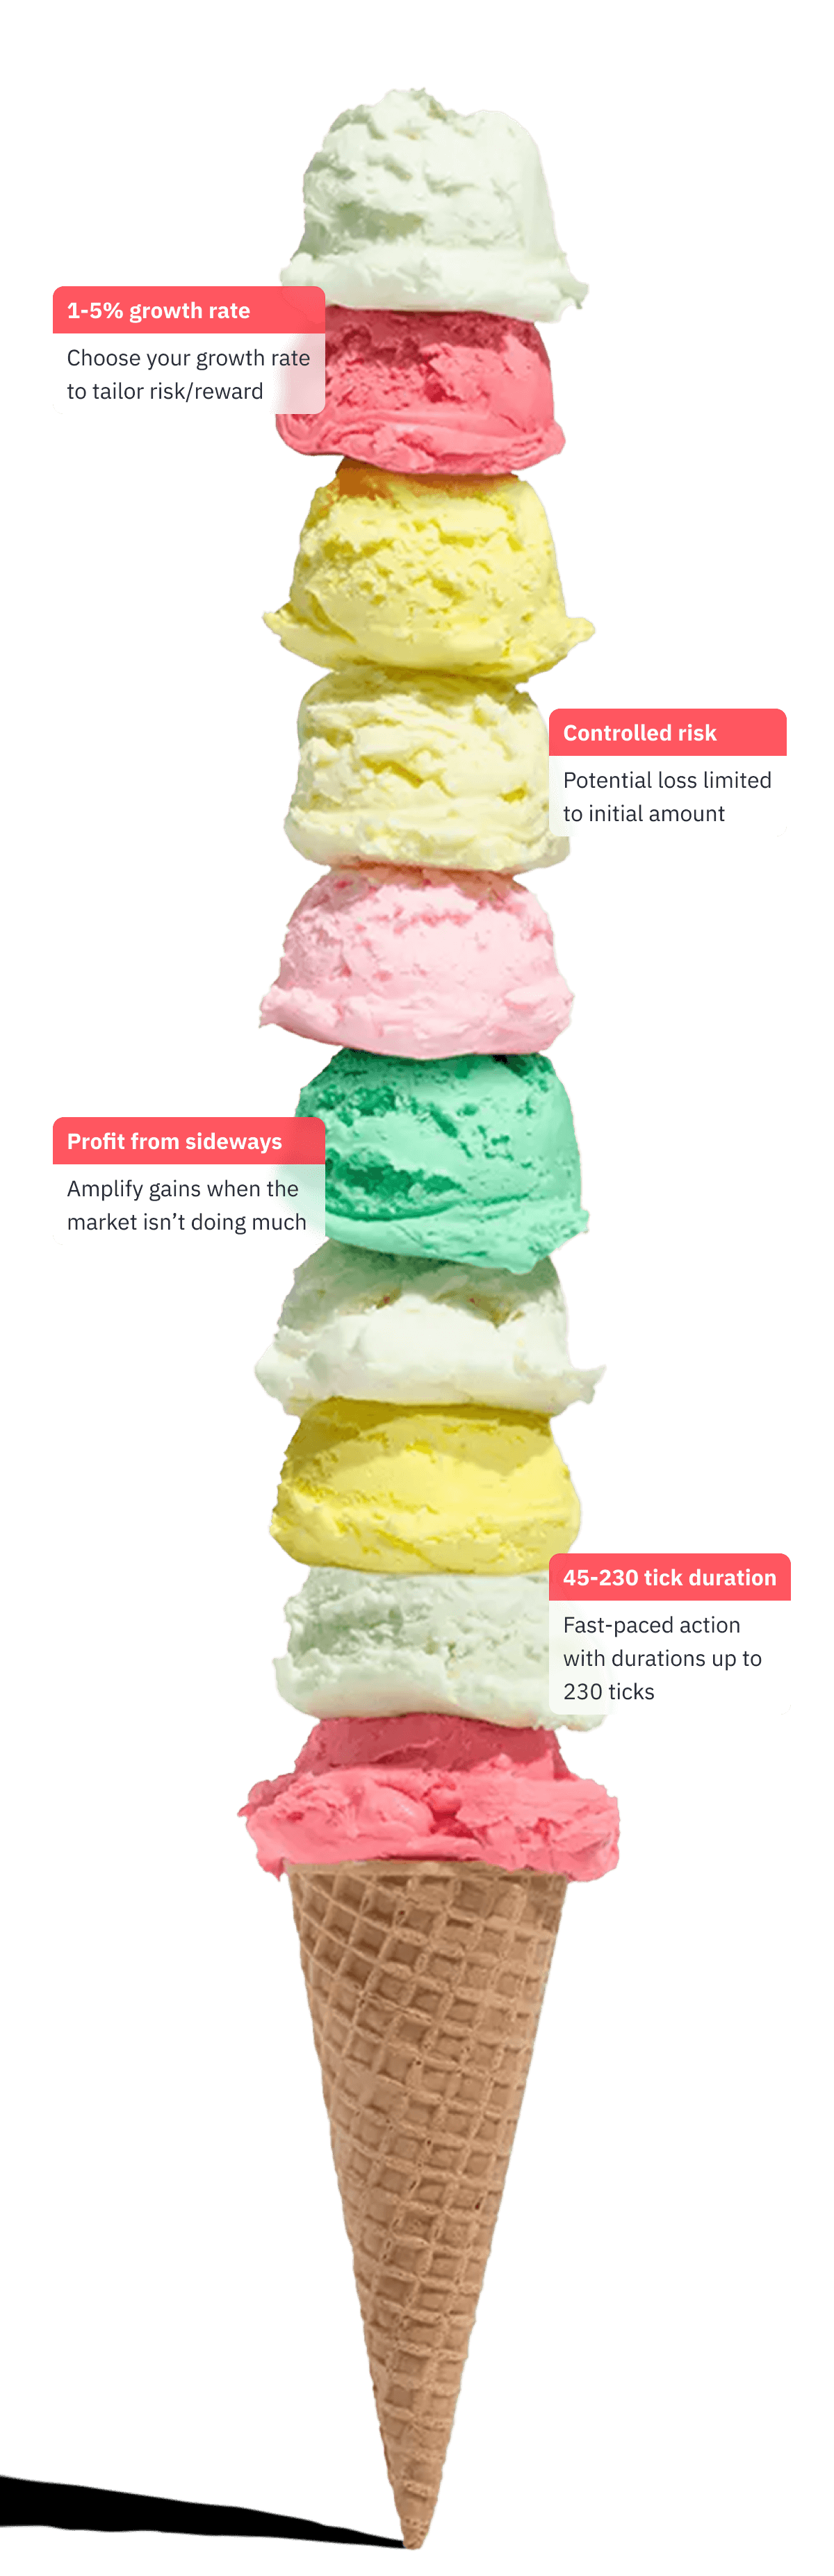 1-5% growth rate
Choose your growth rate
to tailor risk/reward
Controlled risk
Potential loss limited
to initial amount
Profit from sideways
Amplify gains when the
market isn’t doing much
45-230 tick duration
Fast-paced action
with durations up to
230 ticks